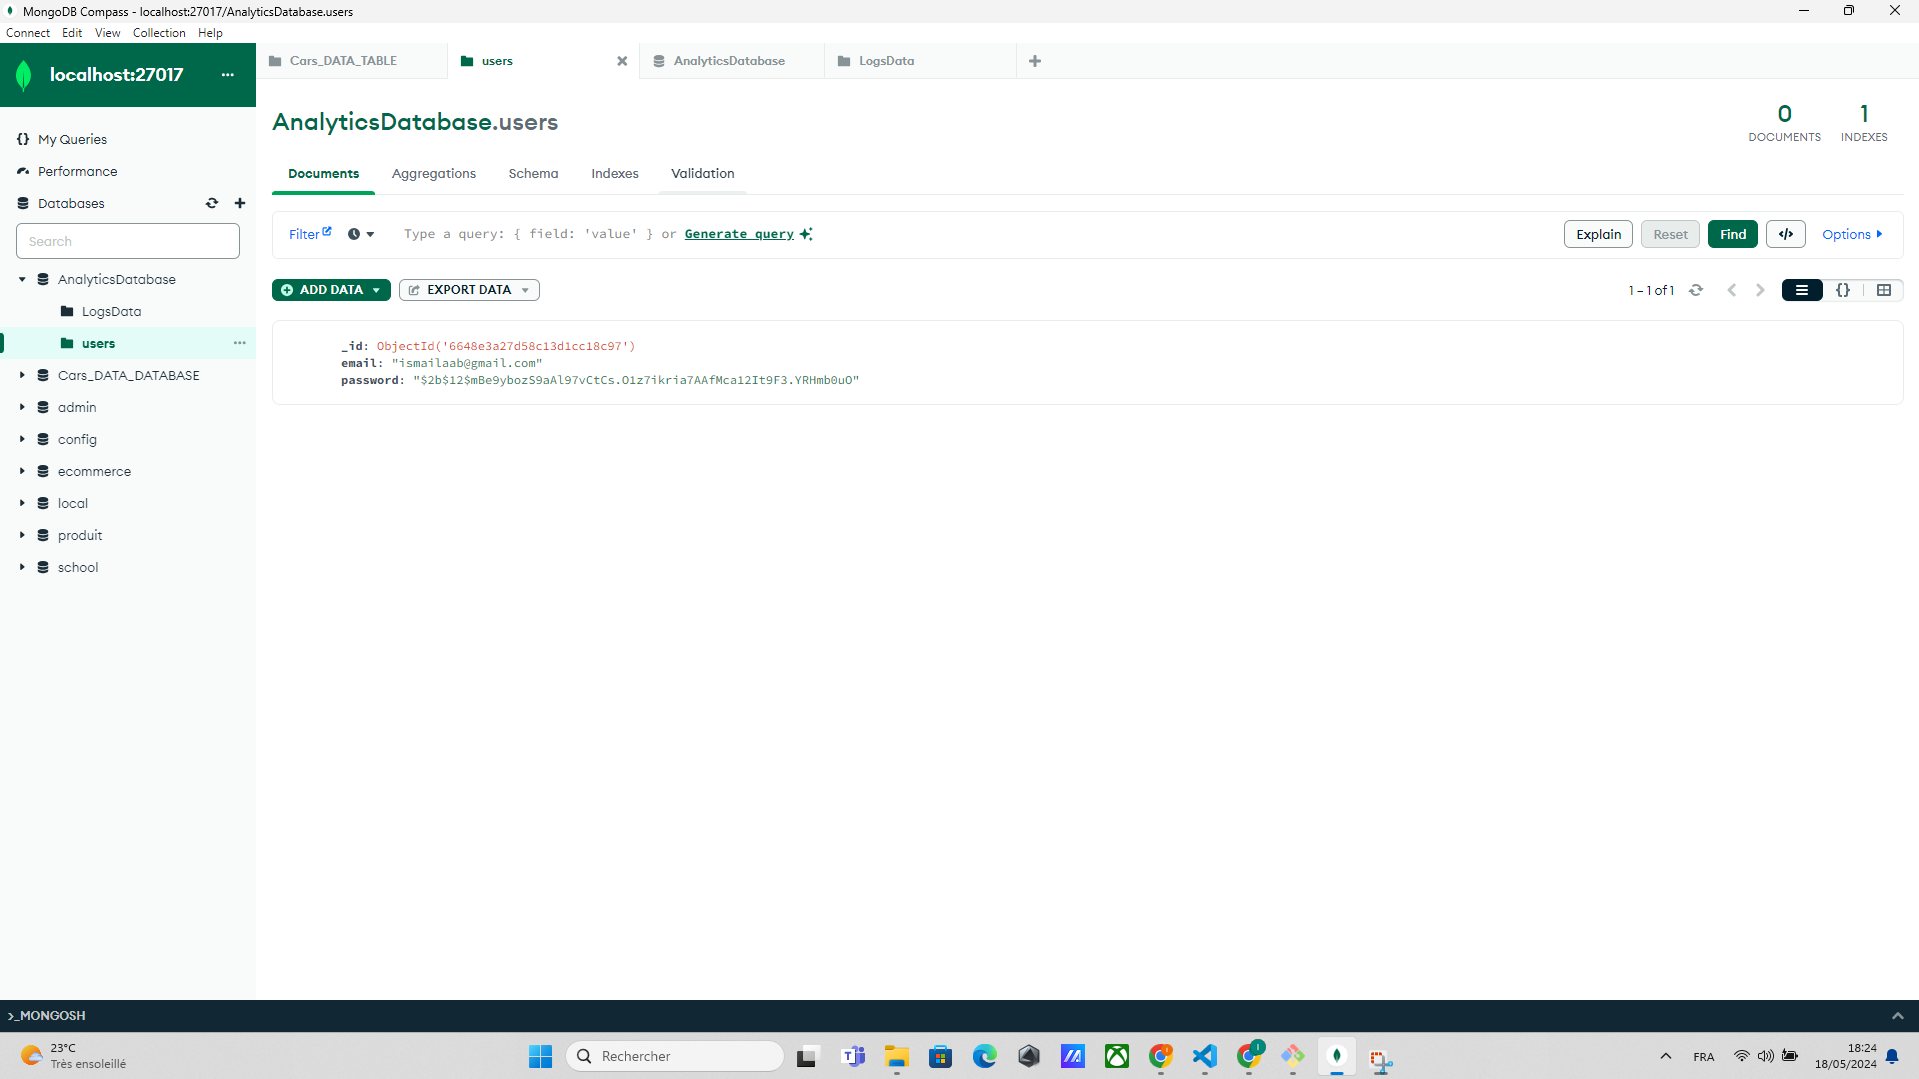 MongoDB Compass - localhost:27017/AnalyticsDatabase.users
Connect Edit View Collection Help
localhost:27017 ...
Cars_DATA_TABLE users AnalyticsDatabase LogsData
My Queries
Performance
Databases
Search
AnalyticsDatabase
LogsData
users
Cars_DATA_DATABASE
admin
config
ecommerce
local
produit
school
AnalyticsDatabase.users
0 DOCUMENTS
1 INDEXES
Documents Aggregations Schema Indexes Validation
Filter Type a query: { field: 'value' } or Generate query Explain Reset Find </> Options
ADD DATA EXPORT DATA 1 – 1 of 1 {}
_id: ObjectId('6648e3a27d58c13d1cc18c97')
email: "ismailaab@gmail.com"
password: "$2b$12$mBe9ybozS9aAl97vCtCs.O1z7ikria7AAfMca12It9F3.YRHmb0uO"
>_MONGOSH
23°C
Très ensoleillé
Rechercher
FRA
18:24
18/05/2024